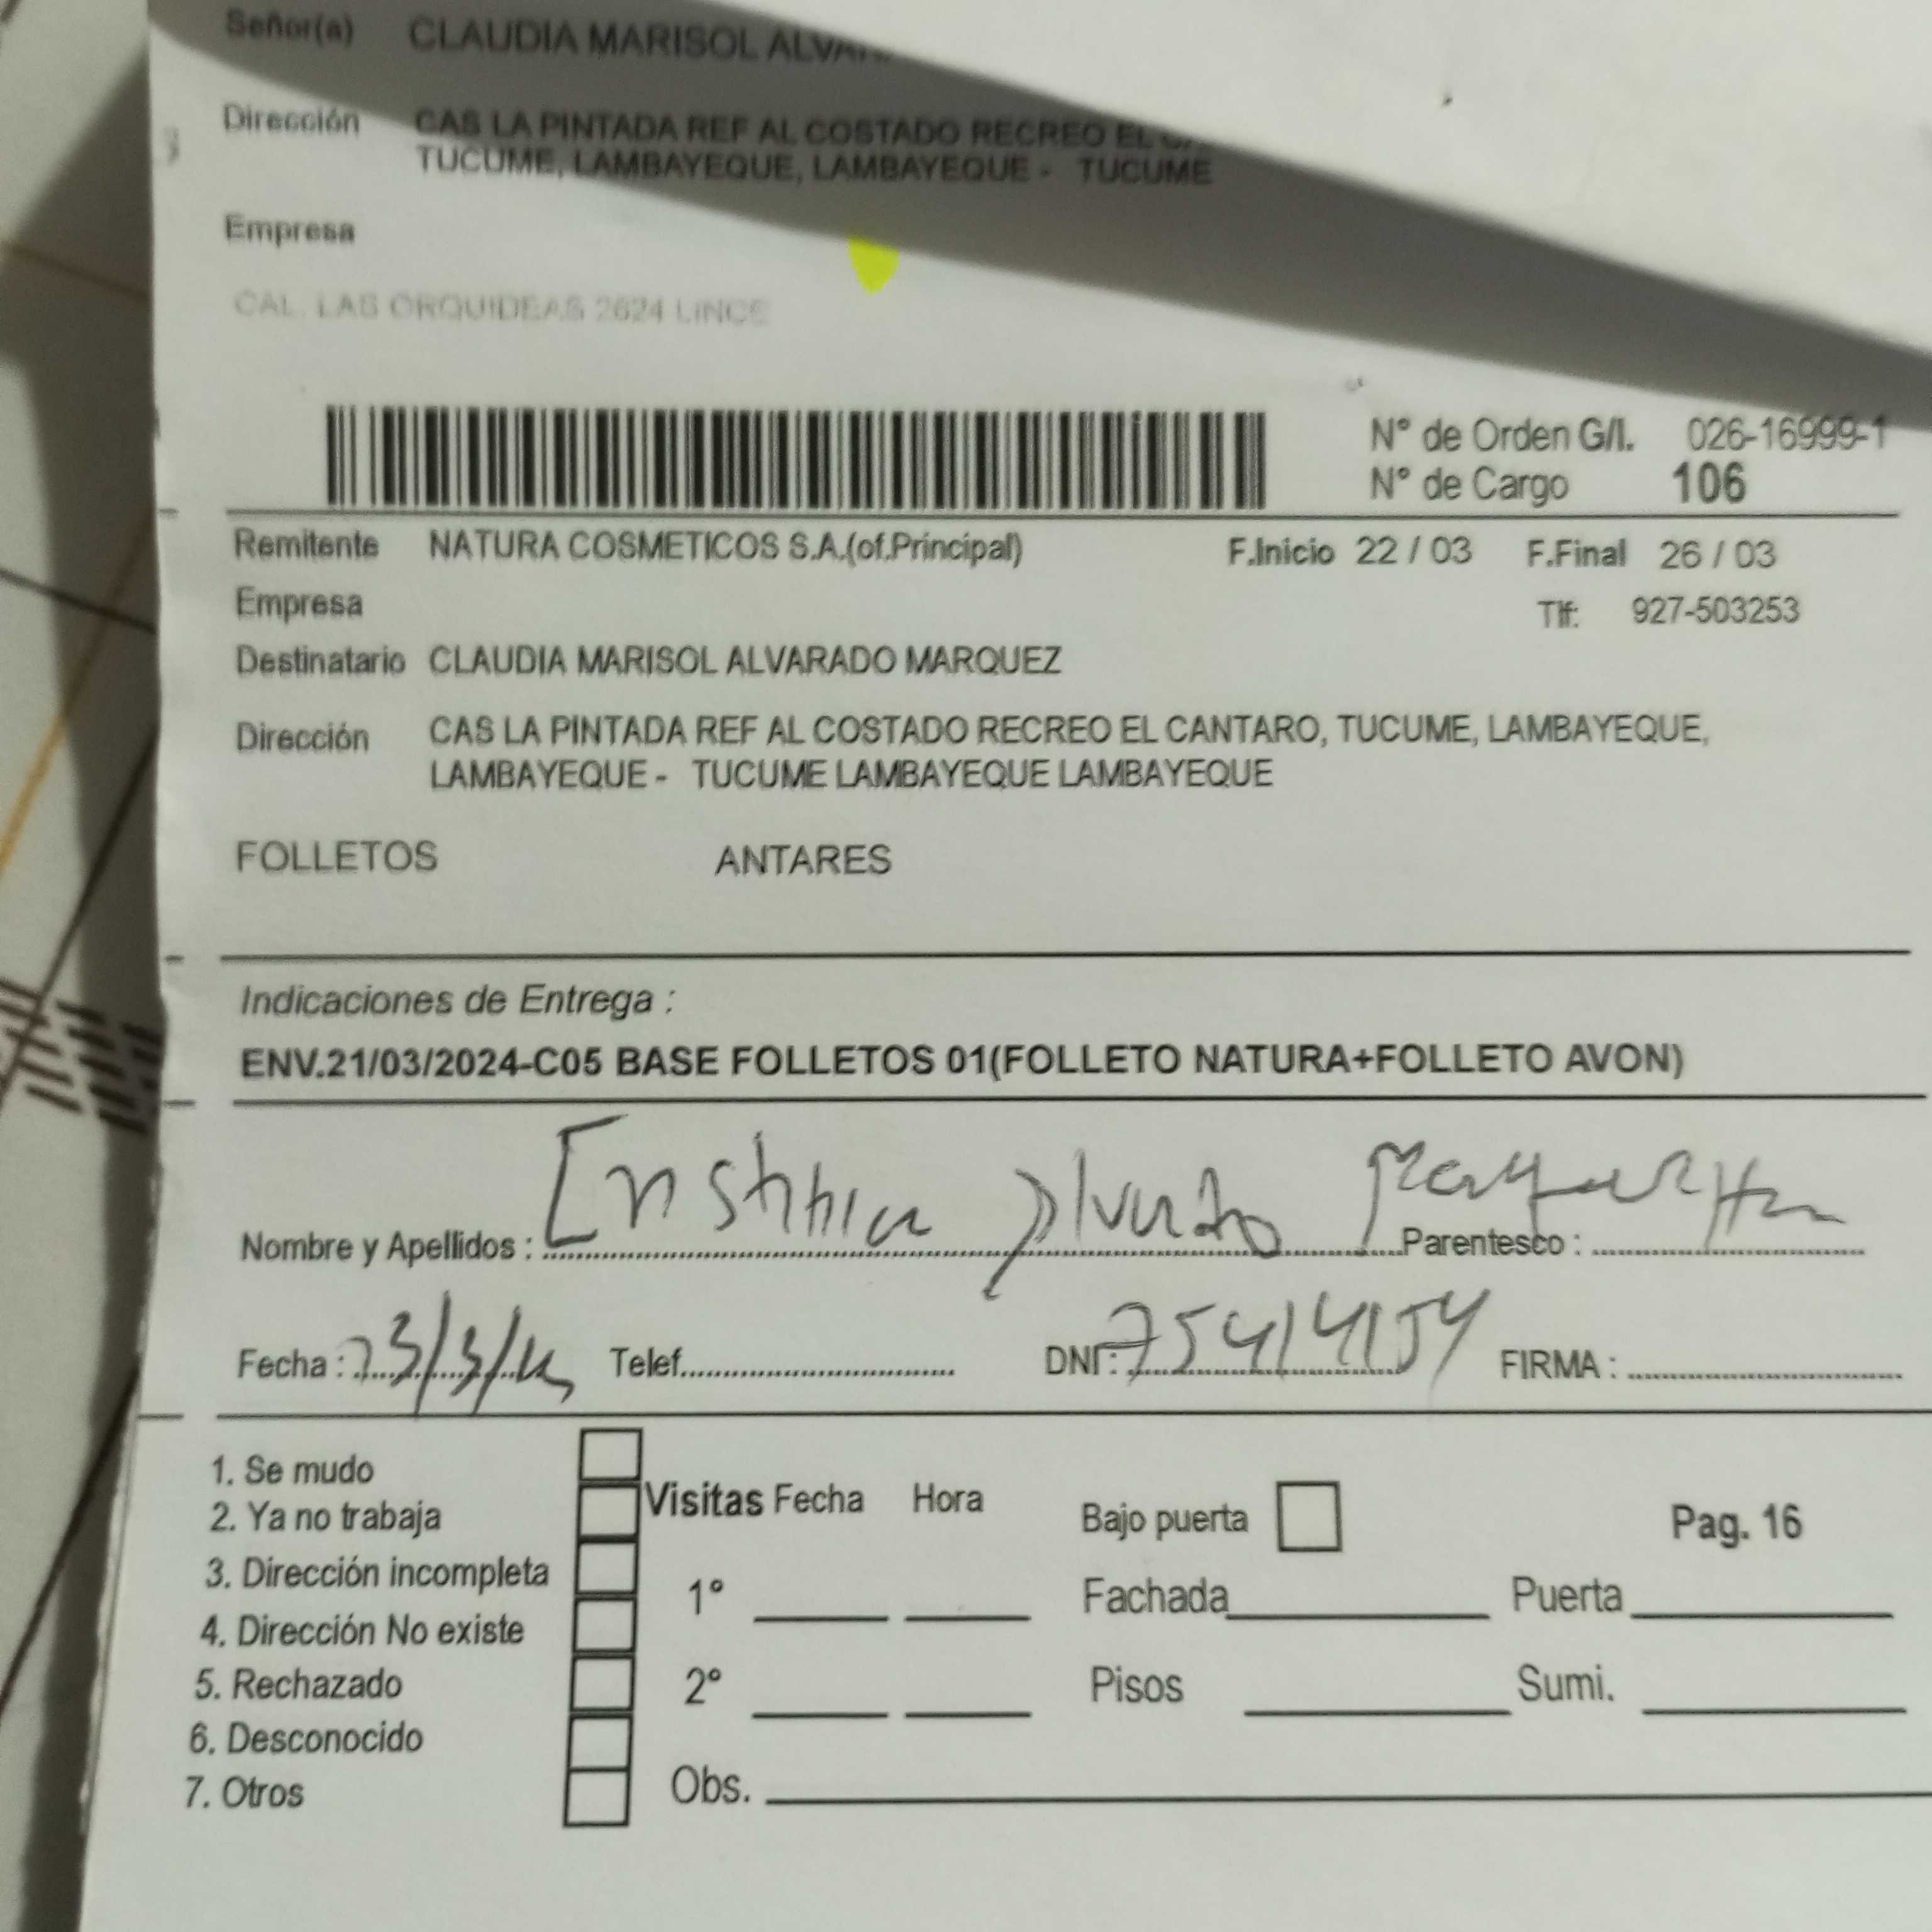 Señor(a) CLAUDIA MARISOL
Dirección CAS LA PINTADA REF AL COSTADO RECREO EL
TUCUME, LAMBAYEQUE, LAMBAYEQUE - TUCUME
Empresa
CAL. LAS ORQUIDEAS 2624 LINCE
N° de Orden G/I. 026-16999-1
N° de Cargo 106
Remitente NATURA COSMETICOS S.A.(of.Principal) F.Inicio 22 / 03 F.Final 26 / 03
Empresa Tlf: 927-503253
Destinatario CLAUDIA MARISOL ALVARADO MARQUEZ
Dirección CAS LA PINTADA REF AL COSTADO RECREO EL CANTARO, TUCUME, LAMBAYEQUE,
LAMBAYEQUE - TUCUME LAMBAYEQUE LAMBAYEQUE
FOLLETOS ANTARES
Indicaciones de Entrega :
ENV.21/03/2024-C05 BASE FOLLETOS 01(FOLLETO NATURA+FOLLETO AVON)
Nombre y Apellidos : Parentesco :
Fecha : Telef. DNI: 75414154 FIRMA :
1. Se mudo
2. Ya no trabaja
3. Dirección incompleta
4. Dirección No existe
5. Rechazado
6. Desconocido
7. Otros
Visitas Fecha Hora
1°
2°
Obs.
Bajo puerta Pag. 16
Fachada Puerta
Pisos Sumi.